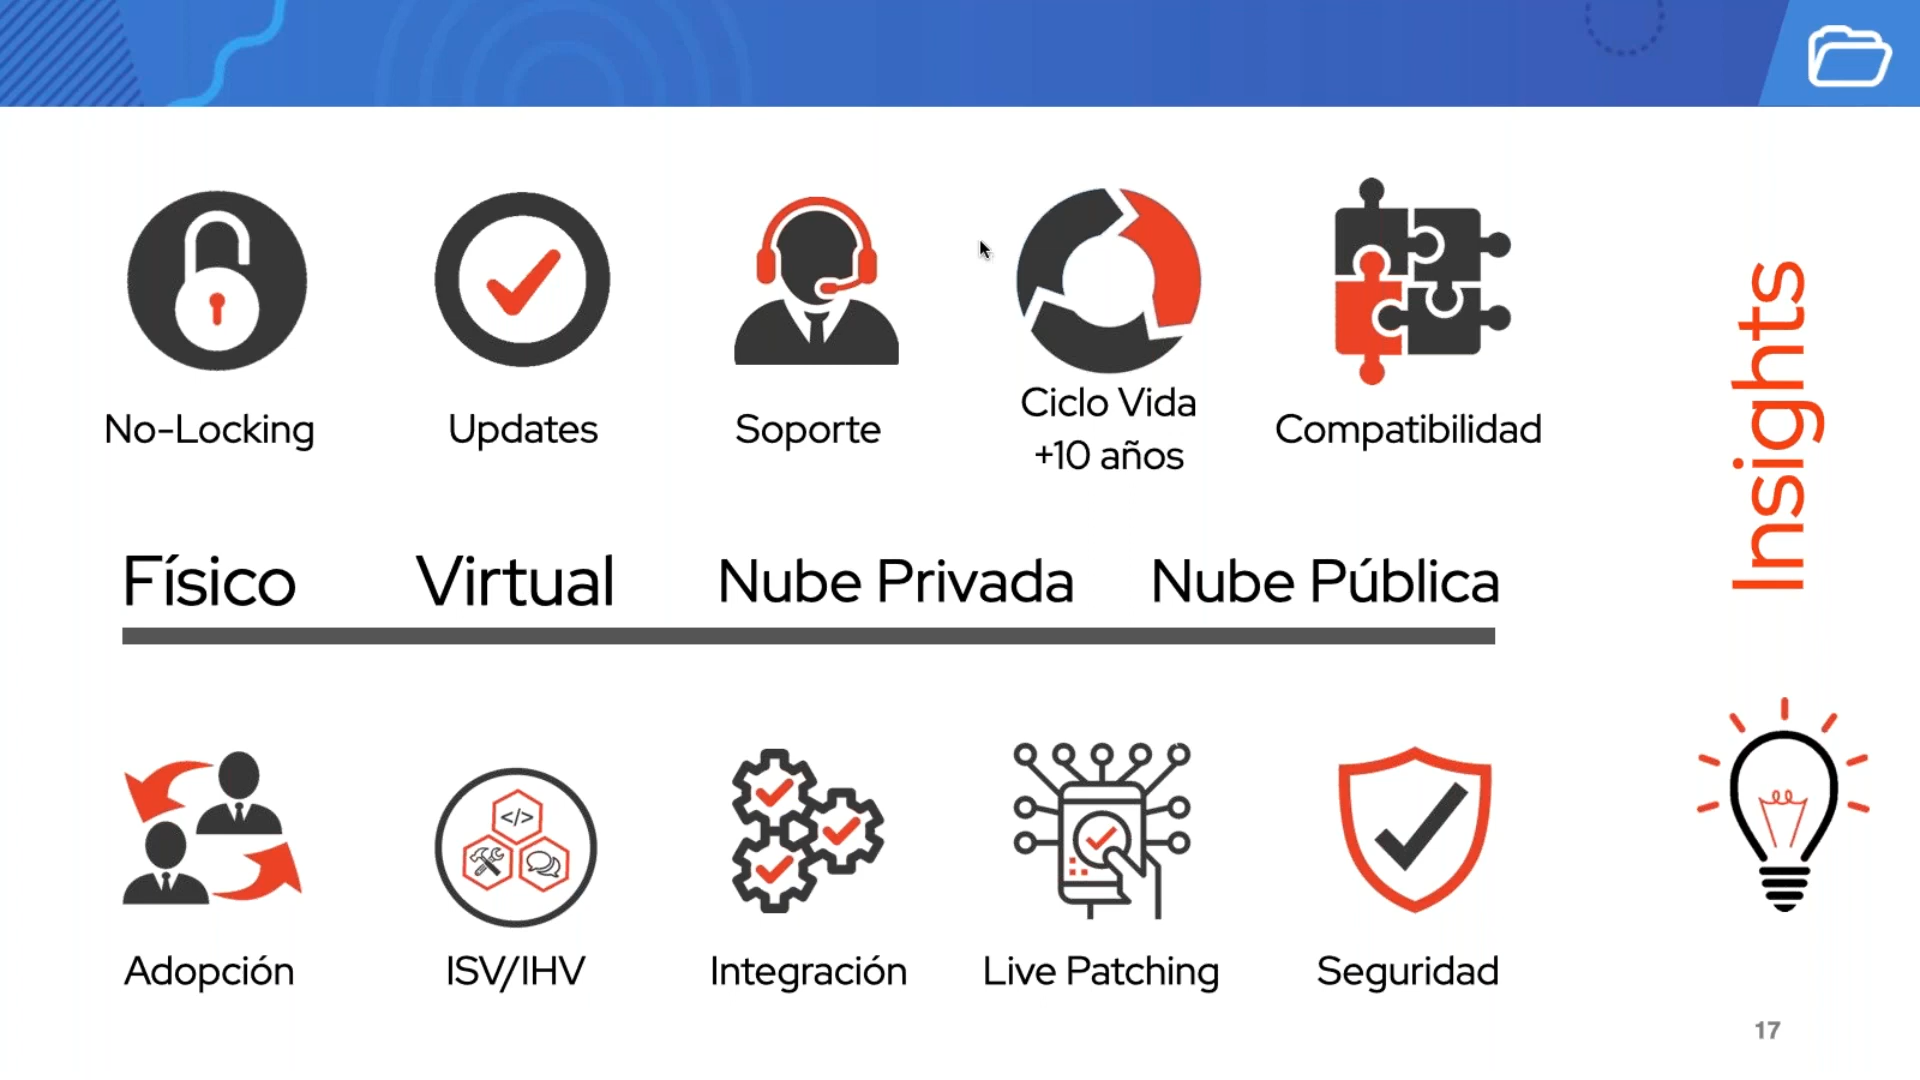 No-Locking
Updates
Soporte
Ciclo Vida
+10 años
Compatibilidad
Físico
Virtual
Nube Privada
Nube Pública
Insights
</>
Adopción
ISV/IHV
Integración
Live Patching
Seguridad
17